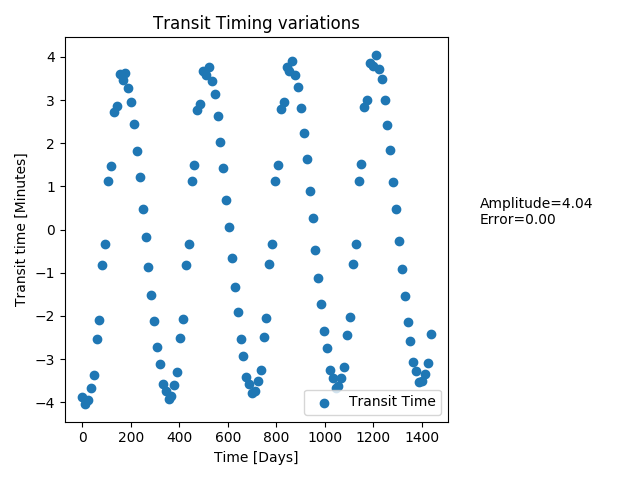 Transit Timing variations
4
3
2
1
0
−1
−2
−3
−4
Transit time [Minutes]
0 200 400 600 800 1000 1200 1400
Time [Days]
Transit Time
Amplitude=4.04
Error=0.00